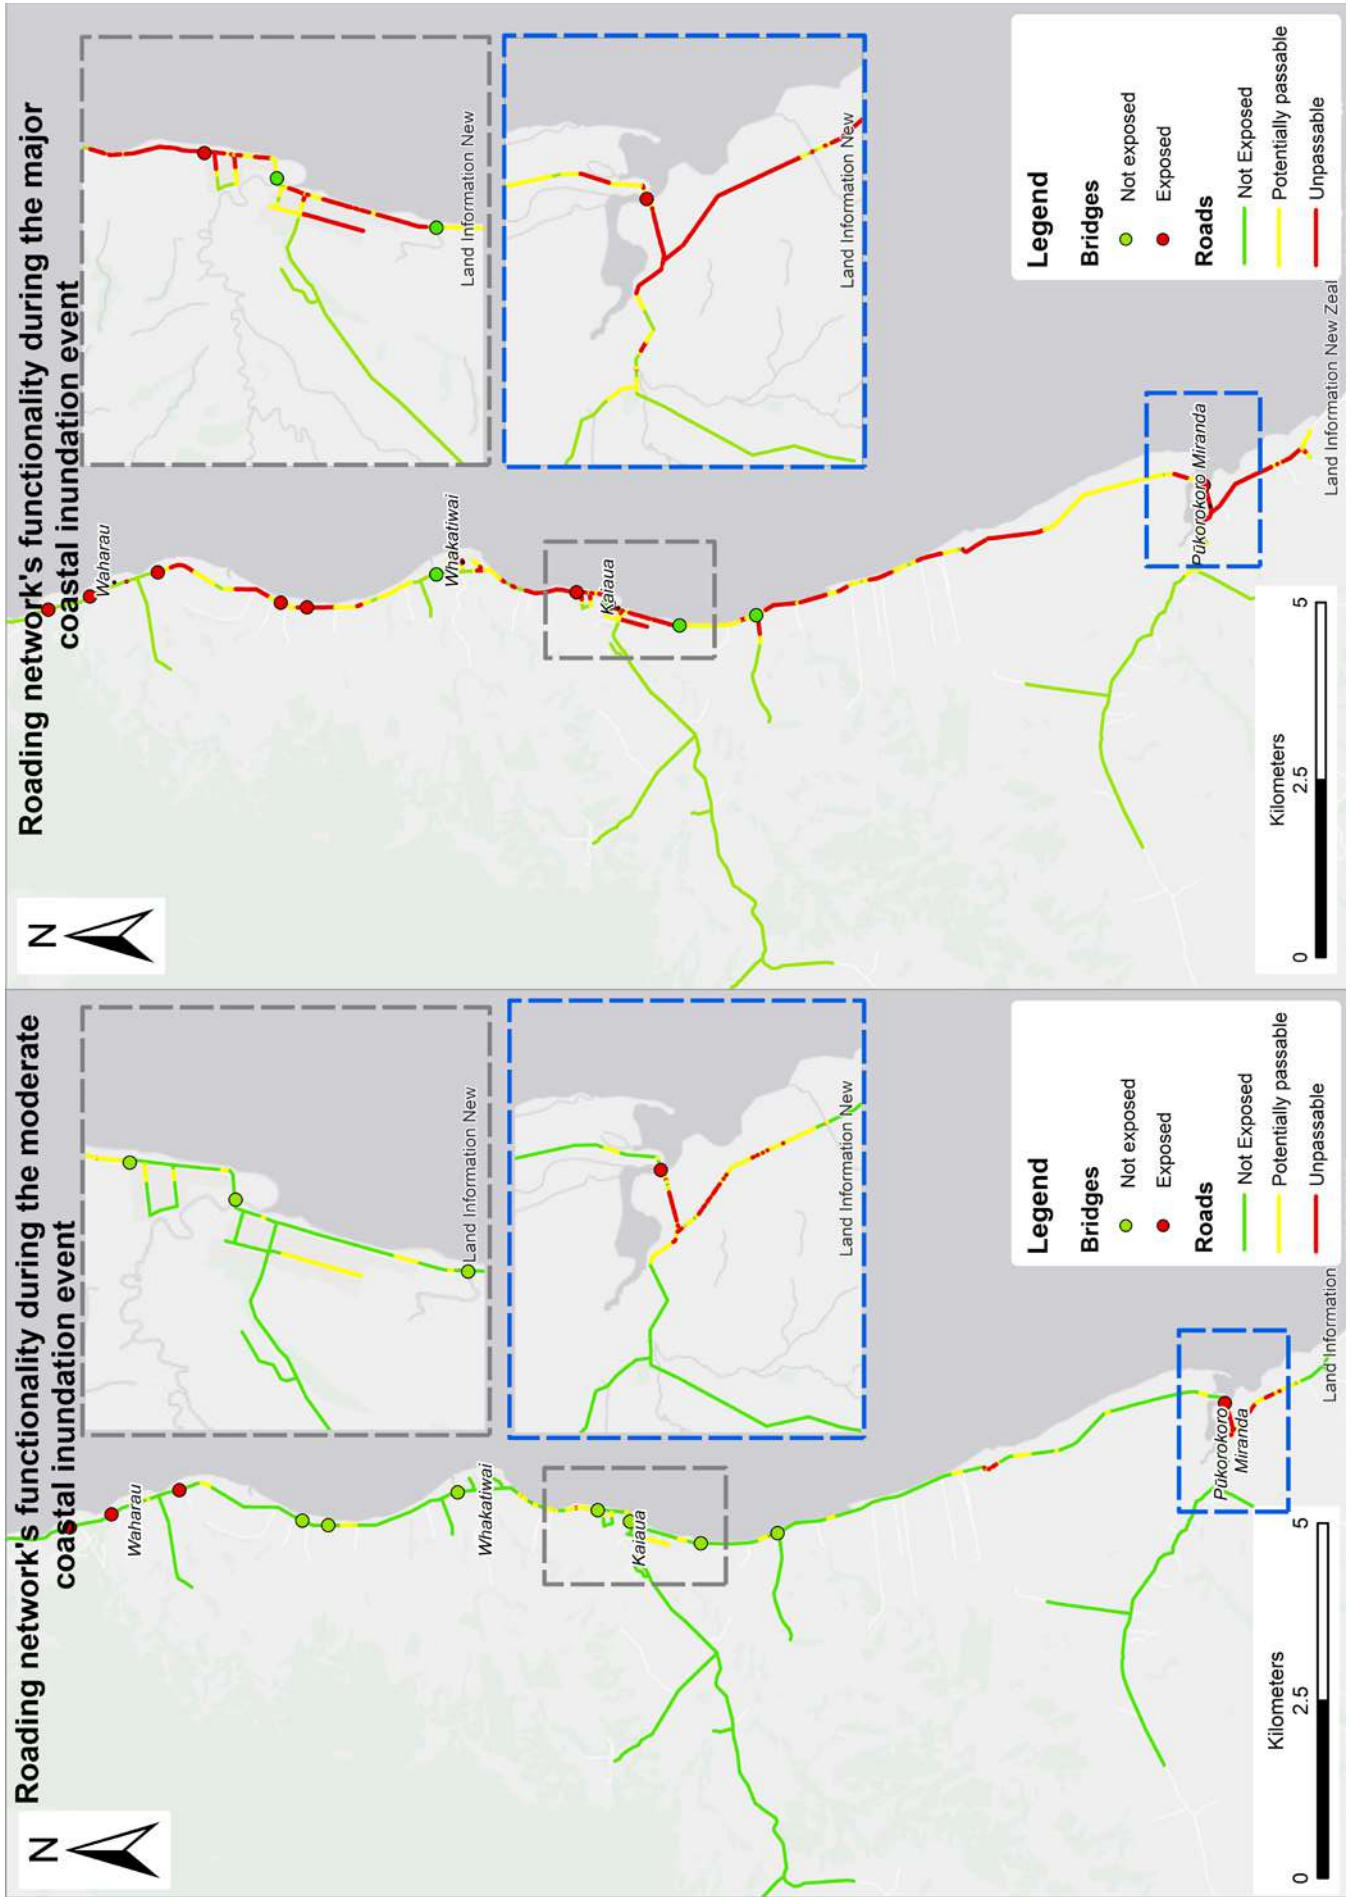 Roading network's functionality during the moderate
coastal inundation event
N
Waharau
Whakatiwai
Kaiaua
Pūkorokoro
Miranda
Land Information New
Land Information New
Legend
Bridges
Not exposed
Exposed
Roads
Not Exposed
Potentially passable
Unpassable
Kilometers
0
2.5
5
Land Information
Roading network's functionality during the major
coastal inundation event
N
Waharau
Whakatiwai
Kaiaua
Pūkorokoro Miranda
Land Information New
Land Information New
Legend
Bridges
Not exposed
Exposed
Roads
Not Exposed
Potentially passable
Unpassable
Kilometers
0
2.5
5
Land Information New Zeal